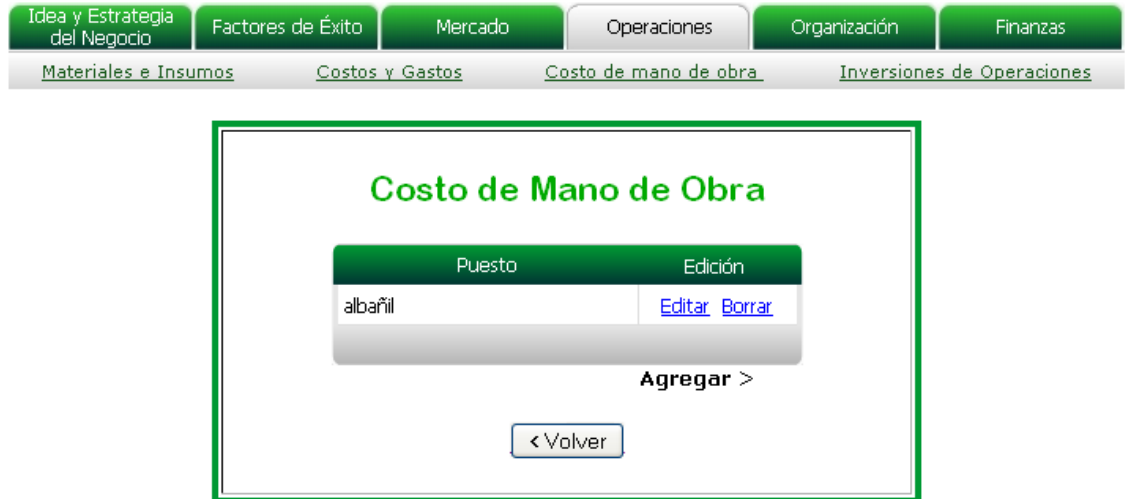 Idea y Estrategia
del Negocio
Factores de Éxito
Mercado
Operaciones
Organización
Finanzas
Materiales e Insumos
Costos y Gastos
Costo de mano de obra
Inversiones de Operaciones
Costo de Mano de Obra
Puesto
Edición
albañil
Editar Borrar
Agregar >
< Volver